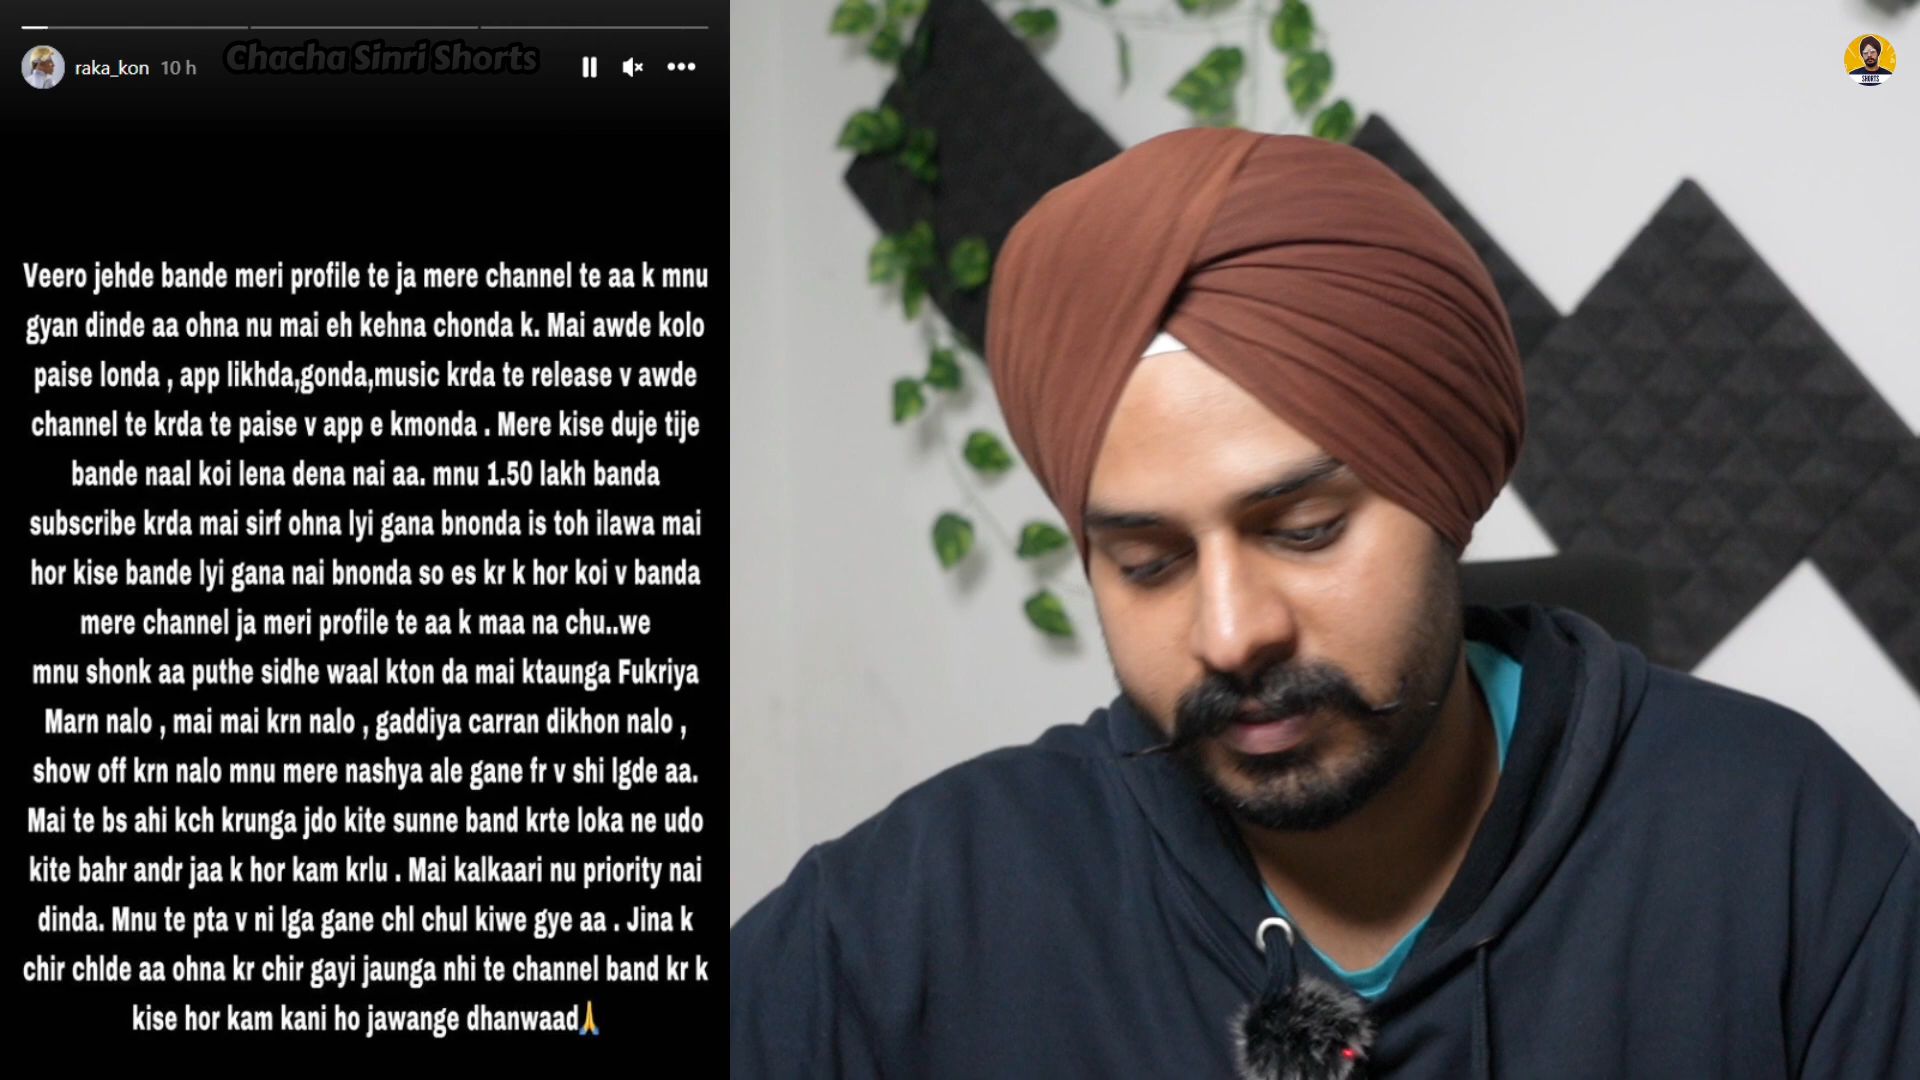 Chacha Sinri Shorts
raka_kon 10 h
Veero jehde bande meri profile te ja mere channel te aa k mnu
gyan dinde aa ohna nu mai eh kehna chonda k. Mai awde kolo
paise londa , app likhda,gonda,music krda te release v awde
channel te krda te paise v app e kmonda . Mere kise duje tije
bande naal koi lena dena nai aa. mnu 1.50 lakh banda
subscribe krda mai sirf ohna lyi gana bnonda is toh ilawa mai
hor kise bande lyi gana nai bnonda so es kr k hor koi v banda
mere channel ja meri profile te aa k maa na chu..we
mnu shonk aa puthe sidhe waal kton da mai ktaunga Fukriya
Marn nalo , mai mai krn nalo , gaddiya carran dikhon nalo ,
show off krn nalo mnu mere nashya ale gane fr v shi lgde aa.
Mai te bs ahi kch krunga jdo kite sunne band krte loka ne udo
kite bahr andr jaa k hor kam krlu . Mai kalkaari nu priority nai
dinda. Mnu te pta v ni lga gane chl chul kiwe gye aa . Jina k
chir chlde aa ohna kr chir gayi jaunga nhi te channel band kr k
kise hor kam kani ho jawange dhanwaad🙏
SHORTS